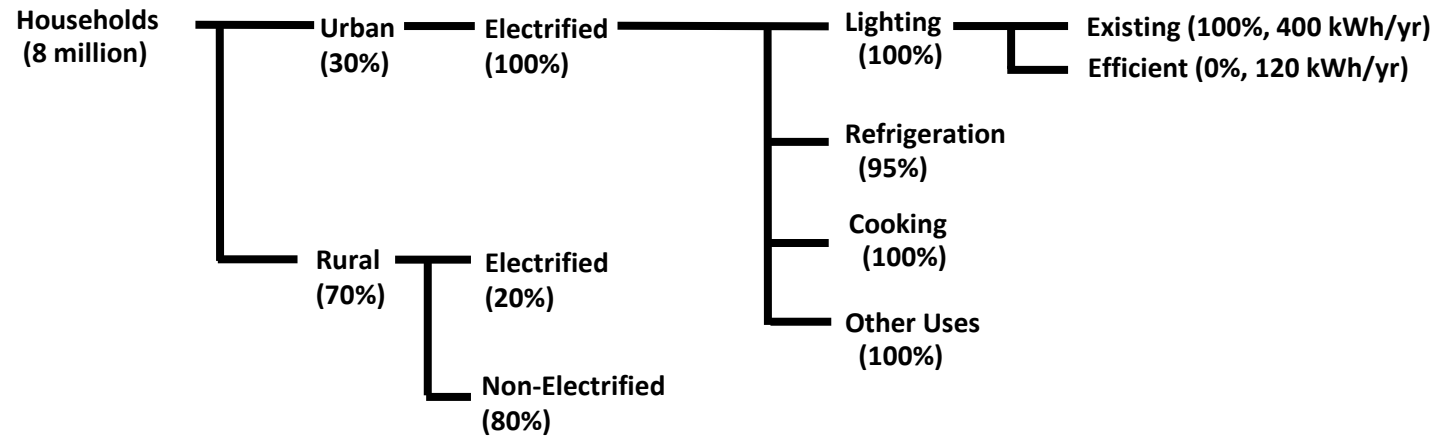 Households
(8 million)
Urban
(30%)
Electrified
(100%)
Lighting
(100%)
Existing (100%, 400 kWh/yr)
Efficient (0%, 120 kWh/yr)
Refrigeration
(95%)
Cooking
(100%)
Other Uses
(100%)
Rural
(70%)
Electrified
(20%)
Non-Electrified
(80%)